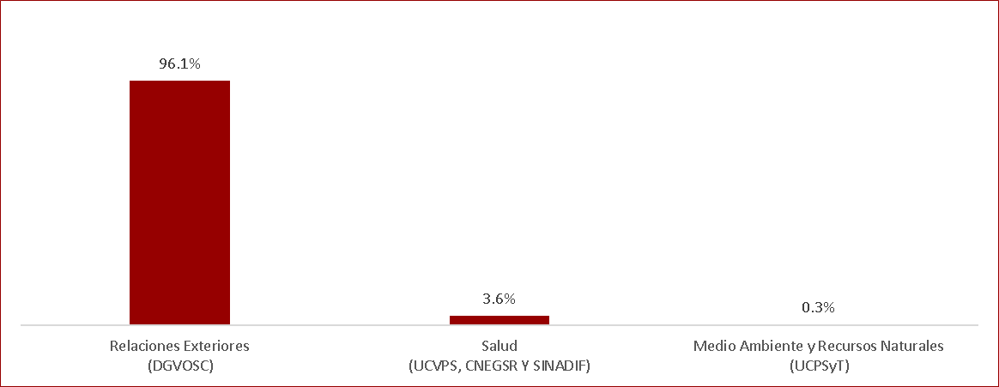 96.1%
3.6%
0.3%
Relaciones Exteriores
(DGVOSC)
Salud
(UCVPS, CNEGSR Y SINADIF)
Medio Ambiente y Recursos Naturales
(UCPSyT)